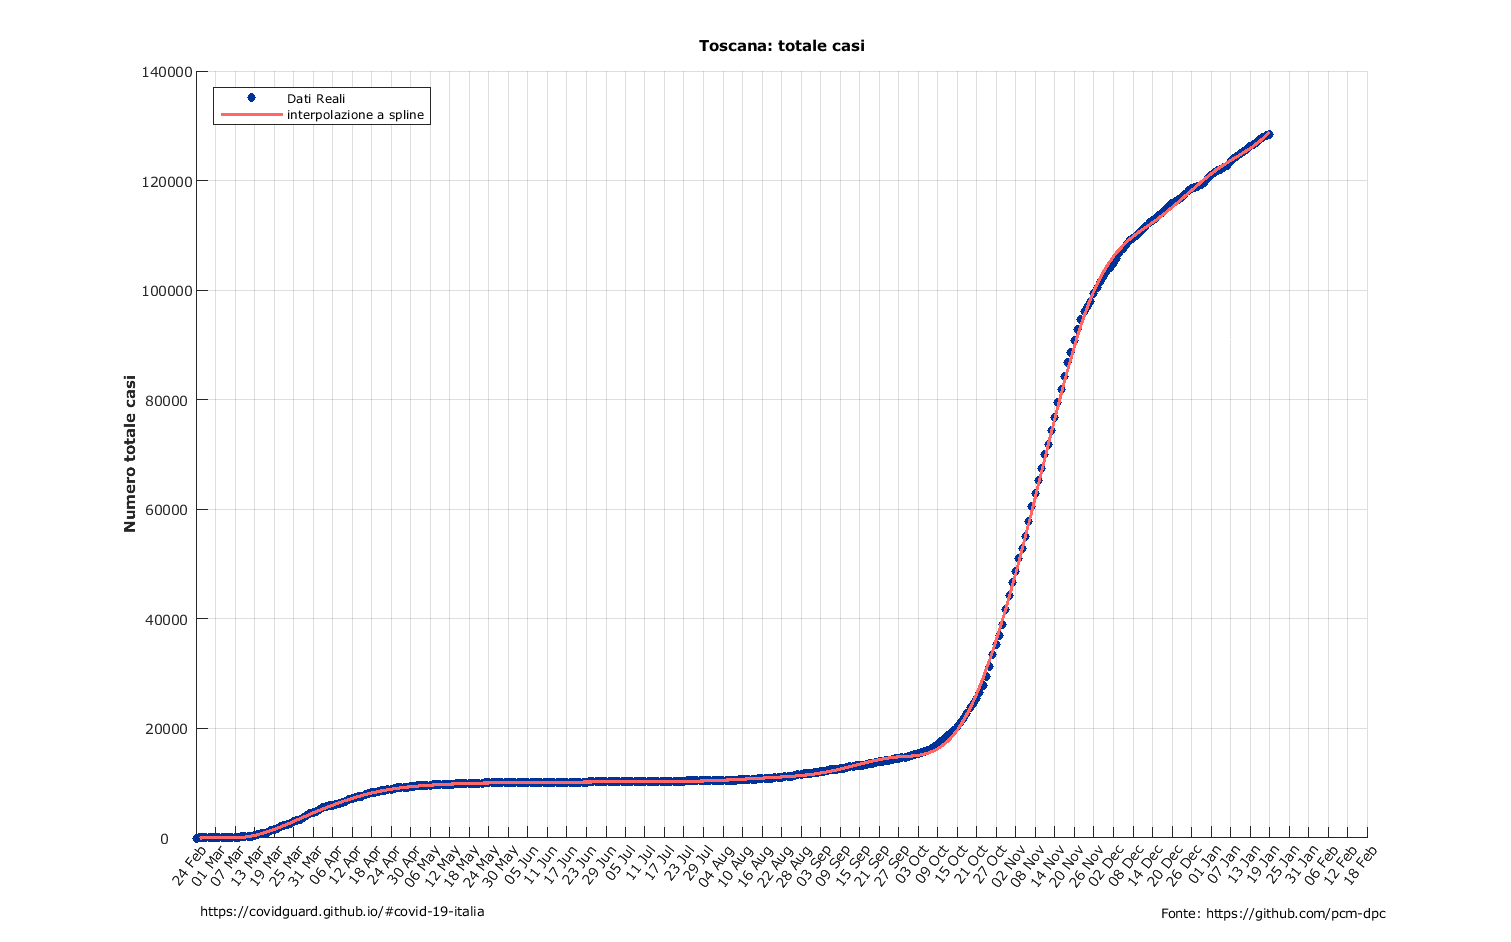 Toscana: totale casi
Dati Reali
interpolazione a spline
Numero totale casi
140000
120000
100000
80000
60000
40000
20000
0
24 Feb
01 Mar
07 Mar
13 Mar
19 Mar
25 Mar
31 Mar
06 Apr
12 Apr
18 Apr
24 Apr
30 Apr
06 May
12 May
18 May
24 May
30 May
05 Jun
11 Jun
17 Jun
23 Jun
29 Jun
05 Jul
11 Jul
17 Jul
23 Jul
29 Jul
04 Aug
10 Aug
16 Aug
22 Aug
28 Aug
03 Sep
09 Sep
15 Sep
21 Sep
27 Sep
03 Oct
09 Oct
15 Oct
21 Oct
27 Oct
02 Nov
08 Nov
14 Nov
20 Nov
26 Nov
02 Dec
08 Dec
14 Dec
20 Dec
26 Dec
01 Jan
07 Jan
13 Jan
19 Jan
25 Jan
31 Jan
06 Feb
12 Feb
18 Feb
https://covidguard.github.io/#covid-19-italia
Fonte: https://github.com/pcm-dpc